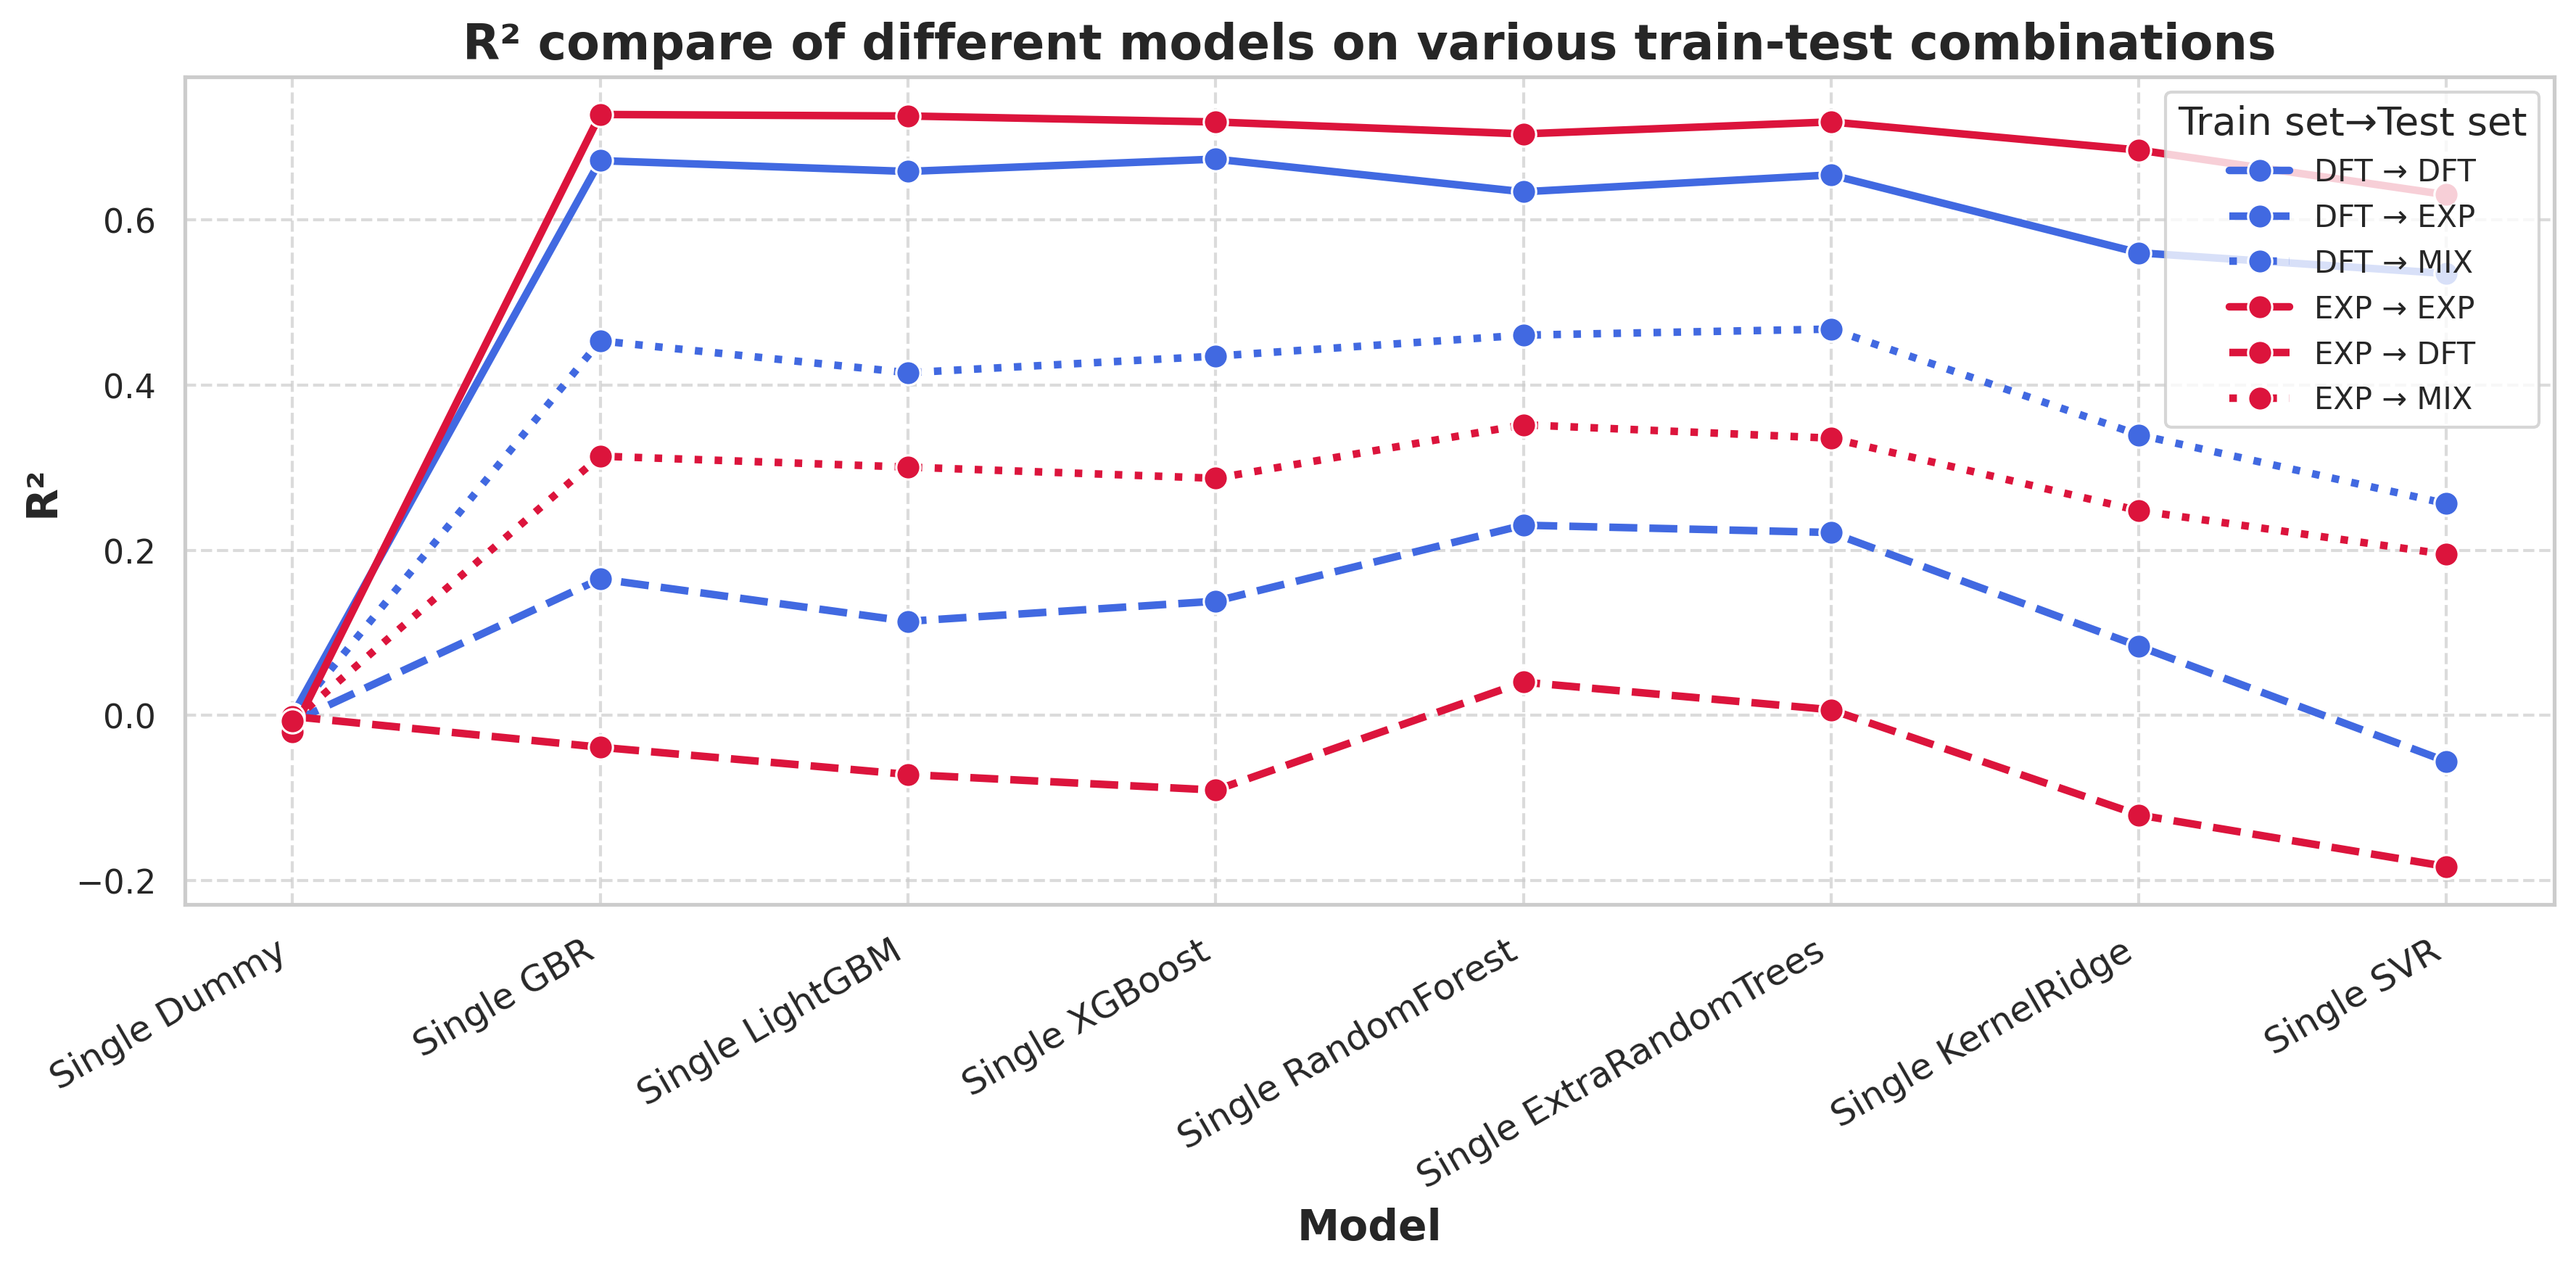 R² compare of different models on various train-test combinations
Train set→Test set
DFT → DFT
DFT → EXP
DFT → MIX
EXP → EXP
EXP → DFT
EXP → MIX
R²
0.6
0.4
0.2
0.0
−0.2
Single Dummy
Single GBR
Single LightGBM
Single XGBoost
Single RandomForest
Single ExtraRandomTrees
Single KernelRidge
Single SVR
Model